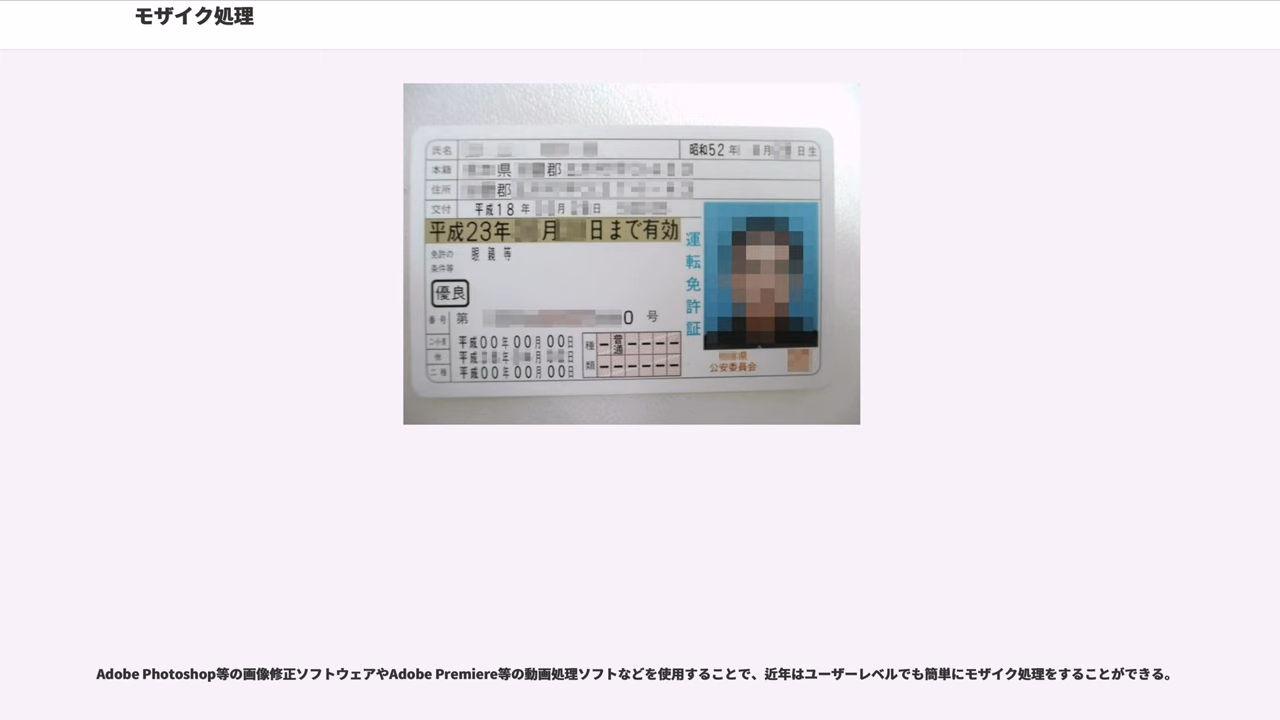 モザイク処理
氏名
昭和52年 月 日生
本籍 県 郡
住所 郡
交付 平成18年 月 日
平成23年 月 日まで有効
免許の
条件等
眼鏡等
優良
番号 第 0 号
二小原 平成00年00月00日
他 平成 年 月 日
二種 平成00年00月00日
種類
普通
運転免許証
公安委員会
Adobe Photoshop等の画像修正ソフトウェアやAdobe Premiere等の動画処理ソフトなどを使用することで、近年はユーザーレベルでも簡単にモザイク処理をすることができる。